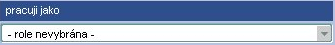 pracuji jako
- role nevybrána -